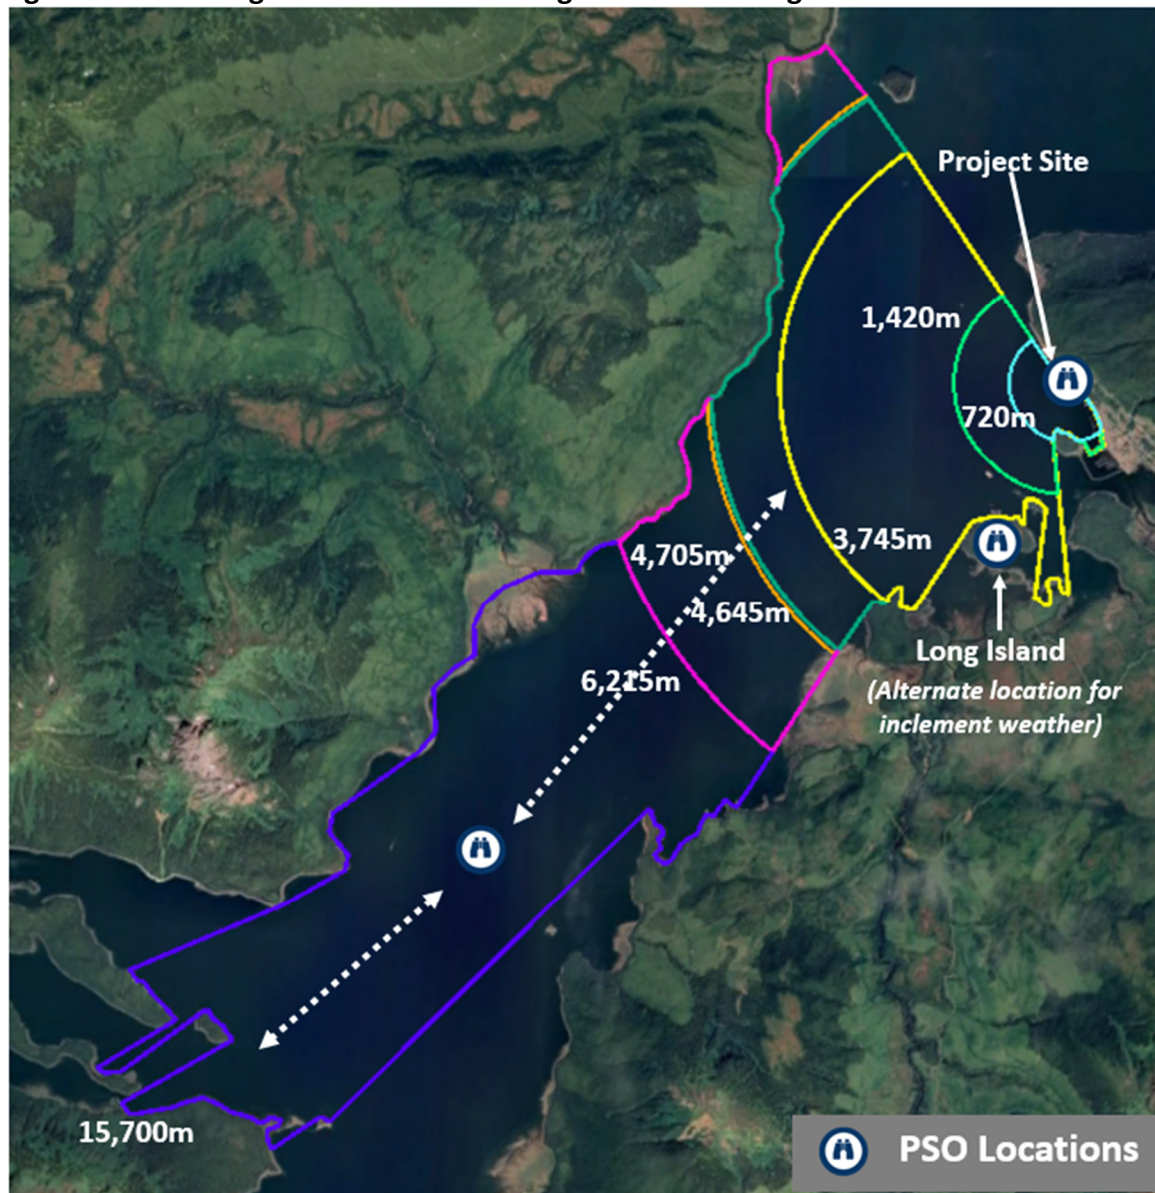 Project Site
1,420m
720m
3,745m
4,705m
4,645m
6,215m
Long Island
(Alternate location for
inclement weather)
15,700m
PSO Locations